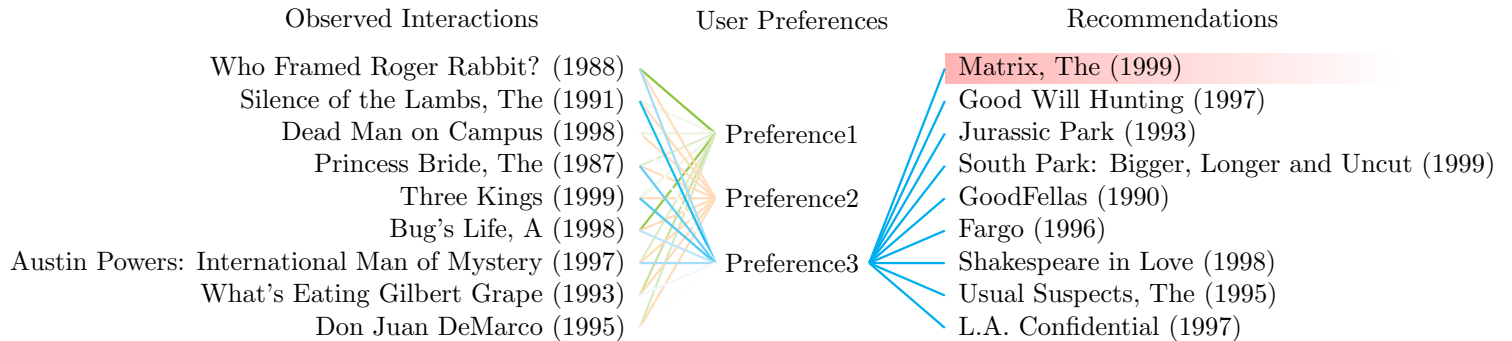 Observed Interactions
Who Framed Roger Rabbit? (1988)
Silence of the Lambs, The (1991)
Dead Man on Campus (1998)
Princess Bride, The (1987)
Three Kings (1999)
Bug's Life, A (1998)
Austin Powers: International Man of Mystery (1997)
What's Eating Gilbert Grape (1993)
Don Juan DeMarco (1995)
User Preferences
Preference1
Preference2
Preference3
Recommendations
Matrix, The (1999)
Good Will Hunting (1997)
Jurassic Park (1993)
South Park: Bigger, Longer and Uncut (1999)
GoodFellas (1990)
Fargo (1996)
Shakespeare in Love (1998)
Usual Suspects, The (1995)
L.A. Confidential (1997)